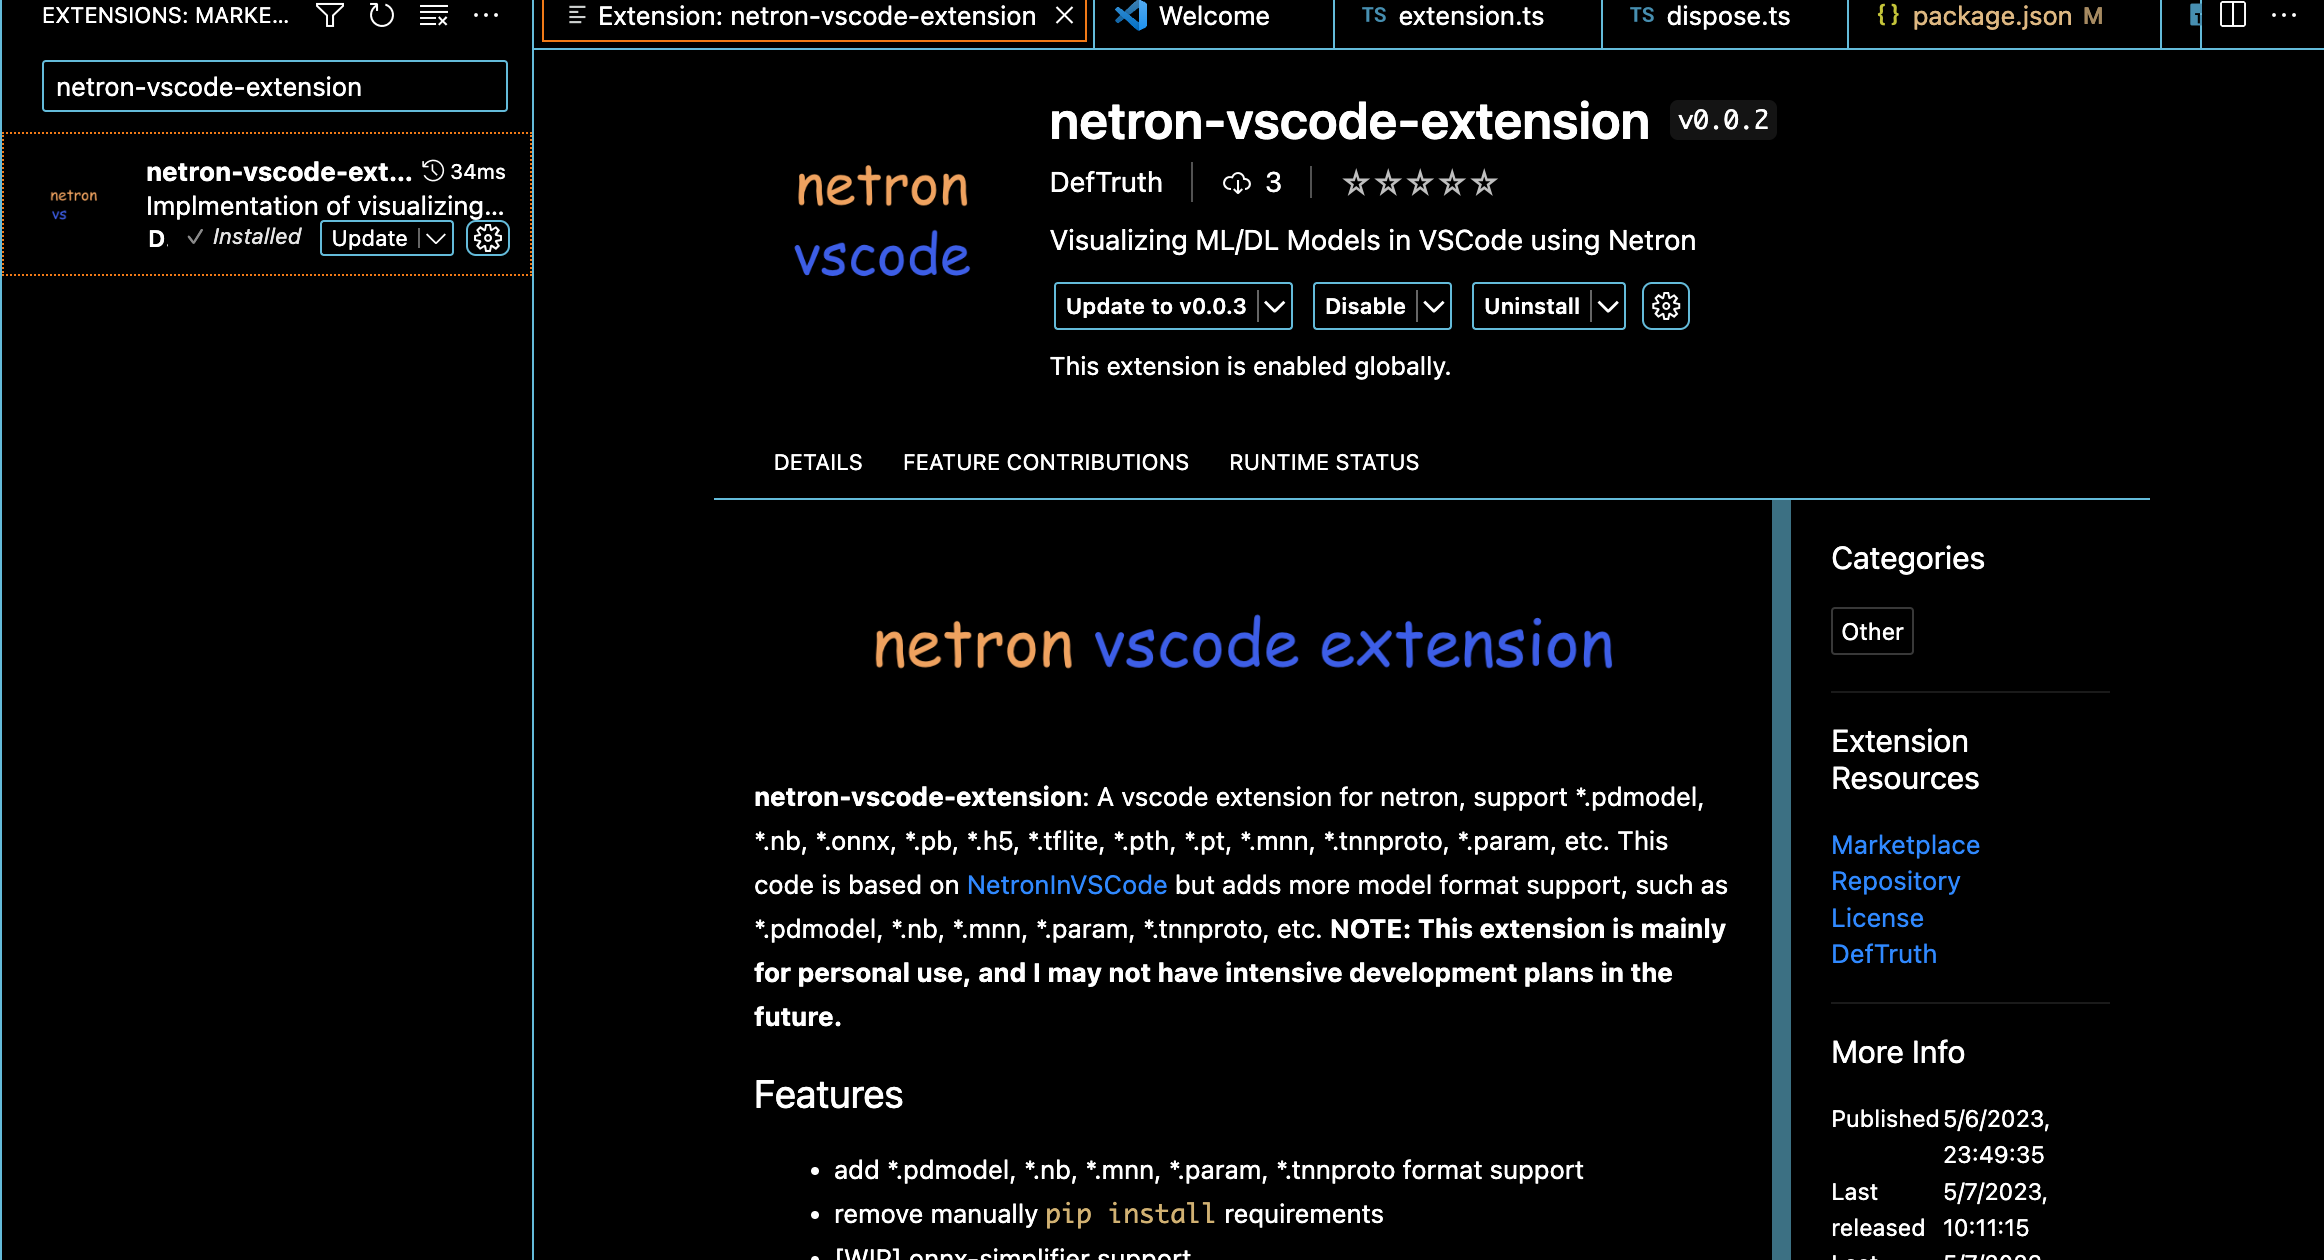 EXTENSIONS: MARKE...
netron-vscode-extension
netron-vscode-ext... 34ms
Implmentation of visualizing...
D. ✓ Installed Update
netron
vs
Extension: netron-vscode-extension
Welcome
TS extension.ts
TS dispose.ts
{} package.json M
netron
vscode
netron-vscode-extension v0.0.2
DefTruth 3
Visualizing ML/DL Models in VSCode using Netron
Update to v0.0.3 Disable Uninstall
This extension is enabled globally.
DETAILS FEATURE CONTRIBUTIONS RUNTIME STATUS
netron vscode extension
netron-vscode-extension: A vscode extension for netron, support *.pdmodel,
*.nb, *.onnx, *.pb, *.h5, *.tflite, *.pth, *.pt, *.mnn, *.tnnproto, *.param, etc. This
code is based on NetronInVSCode but adds more model format support, such as
*.pdmodel, *.nb, *.mnn, *.param, *.tnnproto, etc. NOTE: This extension is mainly
for personal use, and I may not have intensive development plans in the
future.
Features
• add *.pdmodel, *.nb, *.mnn, *.param, *.tnnproto format support
• remove manually pip install requirements
• [WIP] onnx-simplifier support
Categories
Other
Extension
Resources
Marketplace
Repository
License
DefTruth
More Info
Published 5/6/2023,
23:49:35
Last 5/7/2023,
released 10:11:15
Last 5/7/2023,